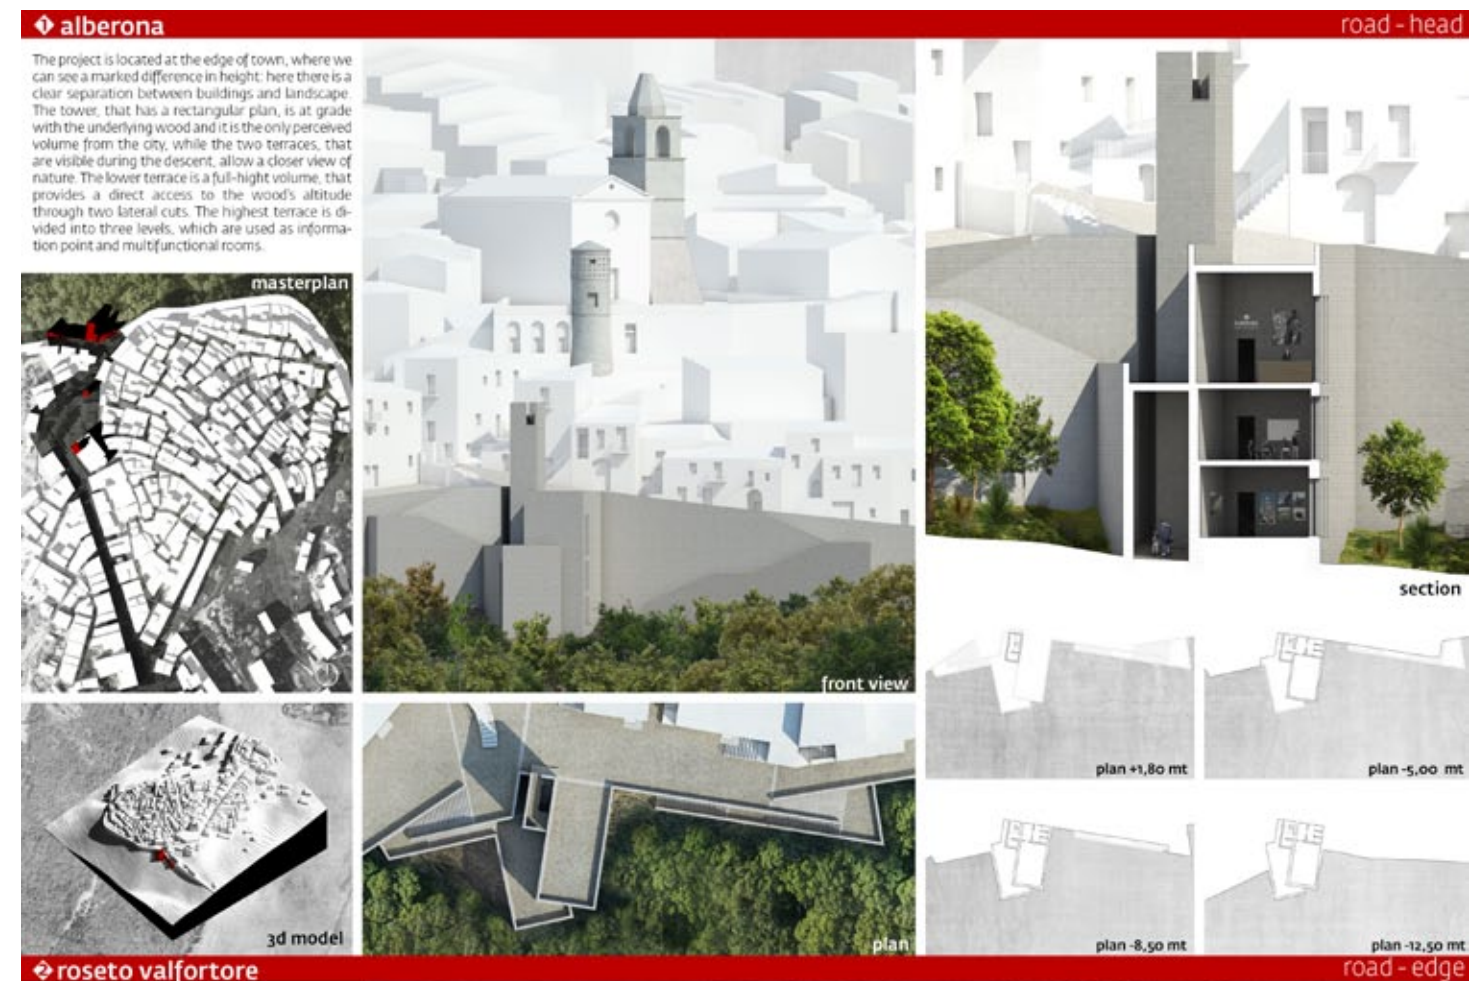 1 alberona
road - head
The project is located at the edge of town, where we
can see a marked difference in height: here there is a
clear separation between buildings and landscape.
The tower, that has a rectangular plan, is at grade
with the underlying wood and it is the only perceived
volume from the city, while the two terraces, that
are visible during the descent, allow a closer view of
nature. The lower terrace is a full-hight volume, that
provides a direct access to the wood's altitude
through two lateral cuts. The highest terrace is di-
vided into three levels, which are used as informa-
tion point and multifunctional rooms.
masterplan
front view
section
3d model
plan
plan +1,80 mt
plan -5,00 mt
plan -8,50 mt
plan -12,50 mt
2 roseto valfortore
road - edge